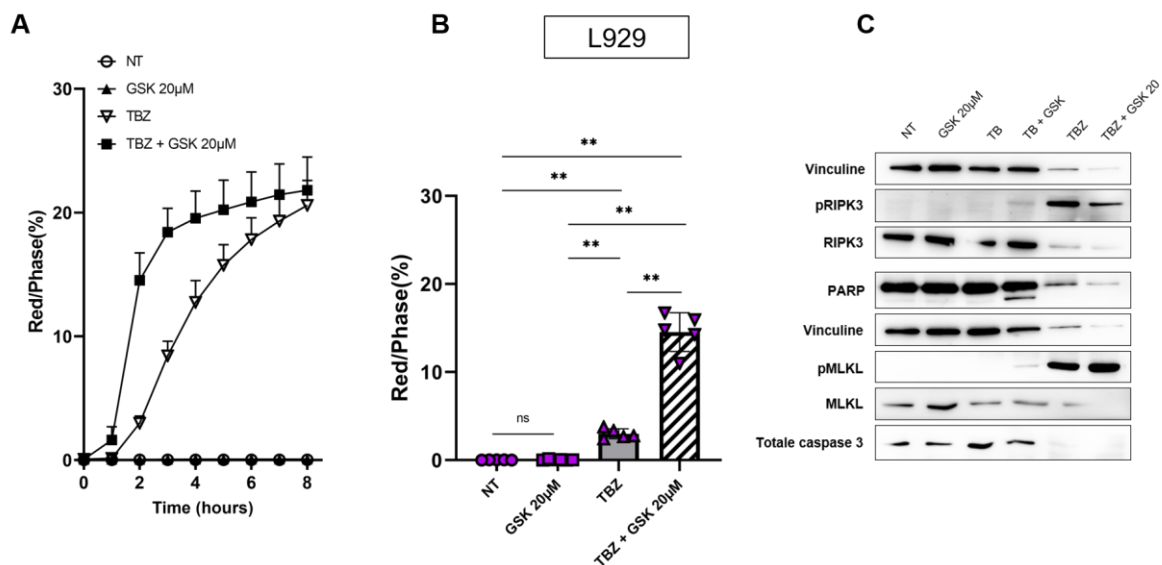 A
NT
GSK 20µM
TBZ
TBZ + GSK 20µM
Red/Phase(%)
30
20
10
0
0 2 4 6 8
Time (hours)
B
L929
**
**
**
**
**
ns
Red/Phase(%)
30
20
10
0
NT
GSK 20µM
TBZ
TBZ + GSK 20µM
C
NT
GSK 20µM
TB
TB + GSK
TBZ
TBZ + GSK 20
Vinculine
pRIPK3
RIPK3
PARP
Vinculine
pMLKL
MLKL
Totale caspase 3